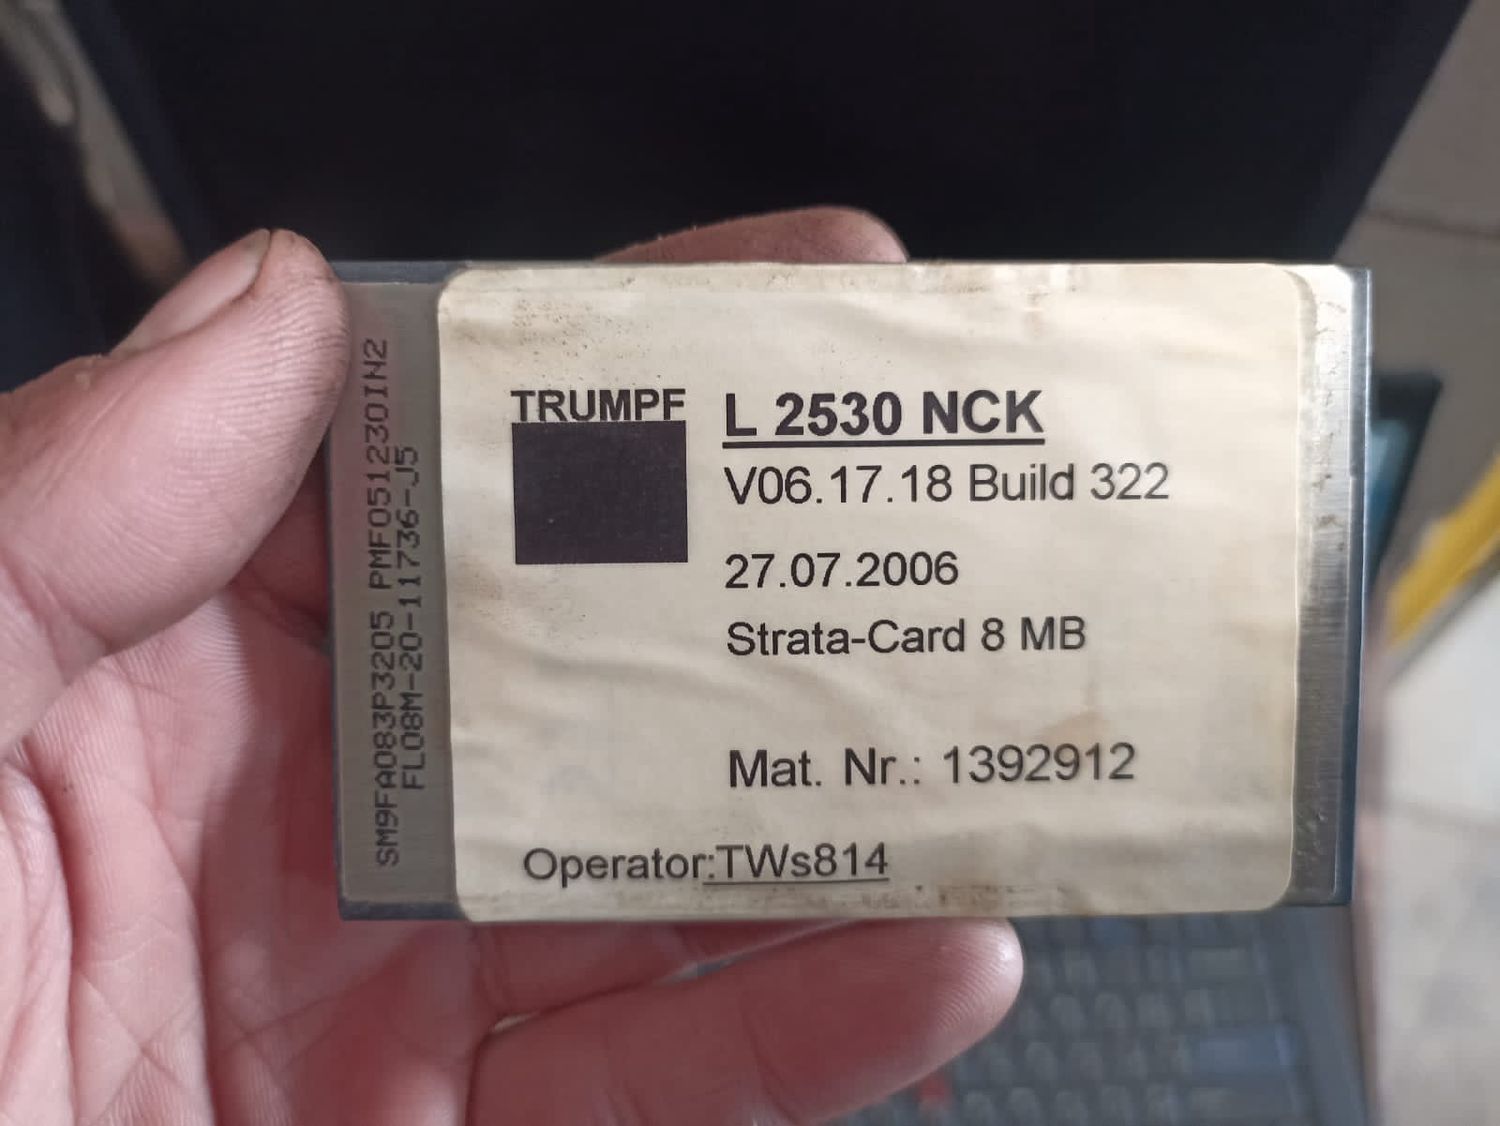 TRUMPF
L 2530 NCK
V06.17.18 Build 322
27.07.2006
Strata-Card 8 MB
Mat. Nr.: 1392912
Operator:TWs814
SM9FA083P3205 PMF051230IN2
FL08M-20-11736-J5